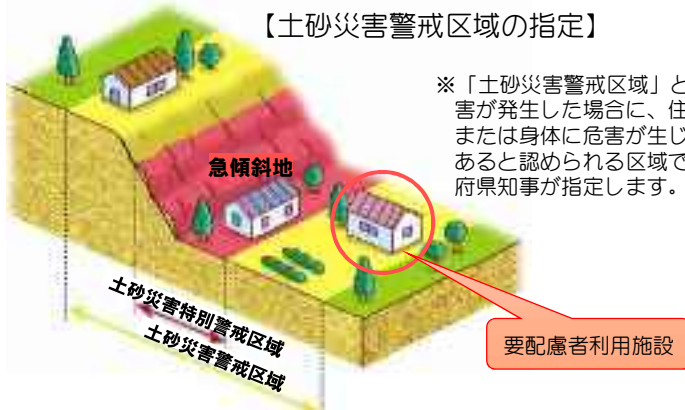 【土砂災害警戒区域の指定】
※「土砂災害警戒区域」と
害が発生した場合に、住
または身体に危害が生じ
あると認められる区域で
府県知事が指定します。
急傾斜地
土砂災害特別警戒区域
土砂災害警戒区域
要配慮者利用施設